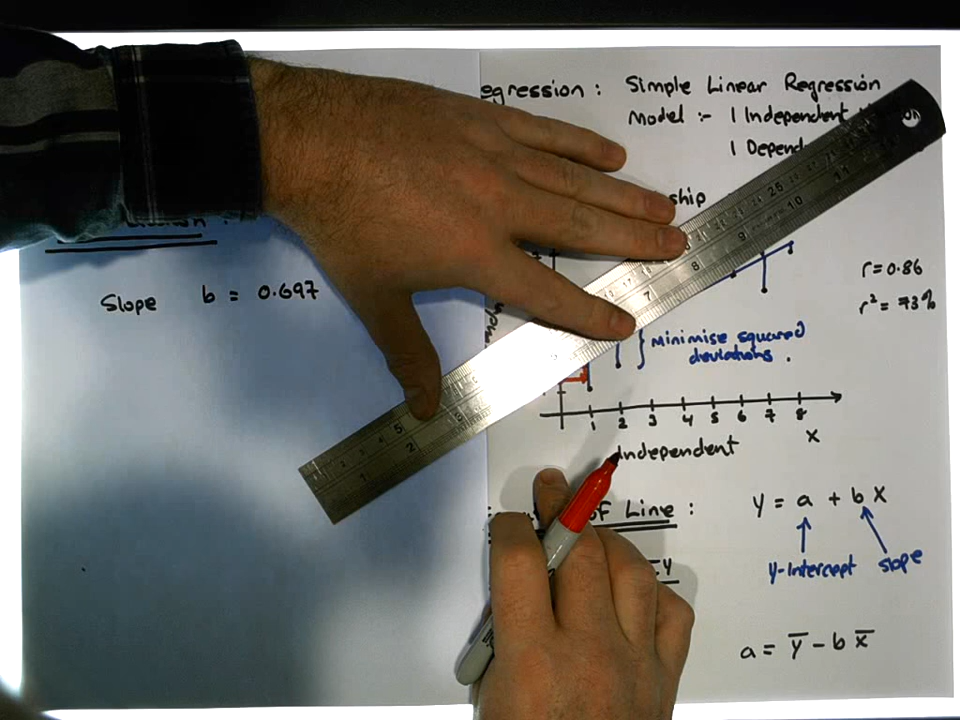 Simple Linear Regression
egression :
Model :- 1 Independent
1 Depend
ship
Slope b = 0.697
r = 0.86
r² = 73%
Minimise squared
deviations.
1 2 3 4 5 6 7 8
x
Independent
of Line :
y = a + b x
y-Intercept slope
a = y̅ - b x̅